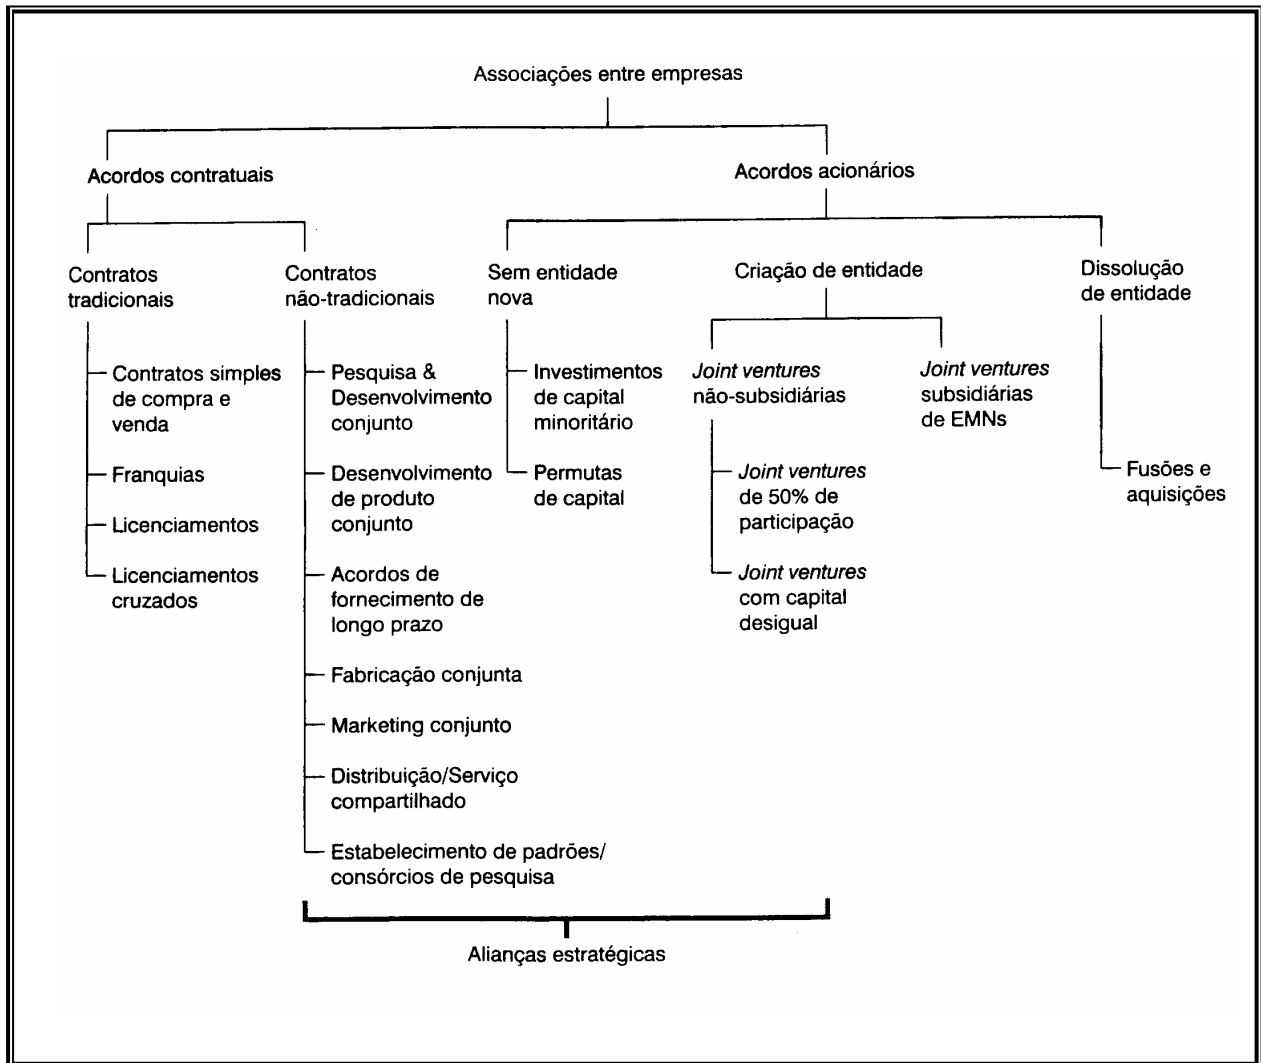 Associações entre empresas
Acordos contratuais
Acordos acionários
Contratos
tradicionais
Contratos
não-tradicionais
Sem entidade
nova
Criação de entidade
Dissolução
de entidade
Contratos simples
de compra e
venda
Franquias
Licenciamentos
Licenciamentos
cruzados
Pesquisa &
Desenvolvimento
conjunto
Desenvolvimento
de produto
conjunto
Acordos de
fornecimento de
longo prazo
Fabricação conjunta
Marketing conjunto
Distribuição/Serviço
compartilhado
Estabelecimento de padrões/
consórcios de pesquisa
Investimentos
de capital
minoritário
Permutas
de capital
Joint ventures
não-subsidiárias
Joint ventures
de 50% de
participação
Joint ventures
com capital
desigual
Joint ventures
subsidiárias
de EMNs
Fusões e
aquisições
Alianças estratégicas